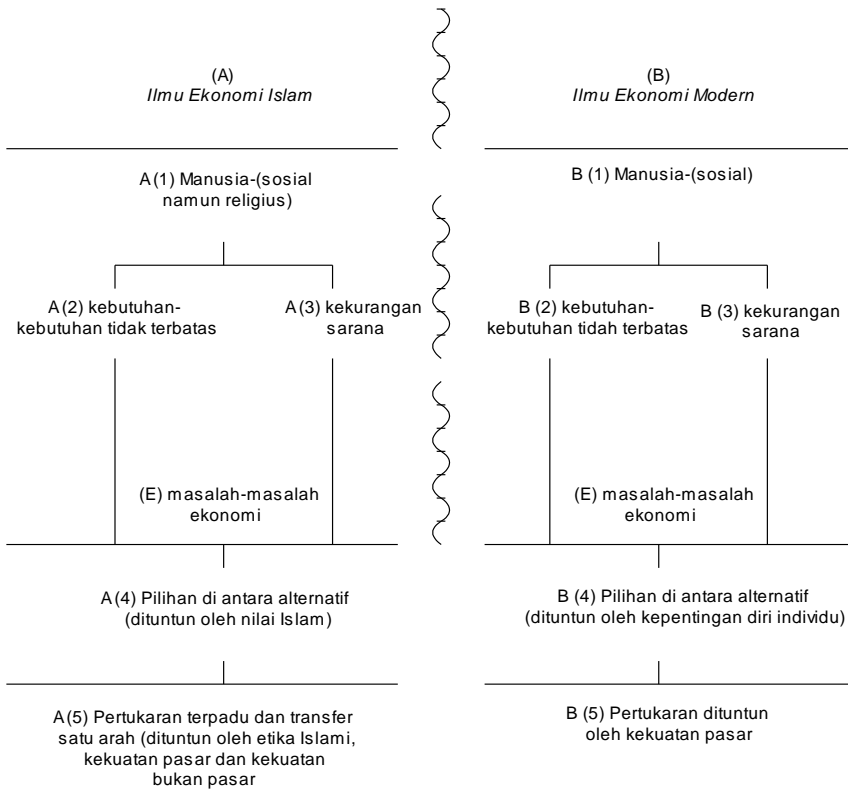 (A)
Ilmu Ekonomi Islam
A (1) Manusia-(sosial
namun religius)
A (2) kebutuhan-
kebutuhan tidak terbatas
A (3) kekurangan
sarana
(E) masalah-masalah
ekonomi
A (4) Pilihan di antara alternatif
(dituntun oleh nilai Islam)
A (5) Pertukaran terpadu dan transfer
satu arah (dituntun oleh etika Islami,
kekuatan pasar dan kekuatan
bukan pasar
(B)
Ilmu Ekonomi Modern
B (1) Manusia-(sosial)
B (2) kebutuhan-
kebutuhan tidah terbatas
B (3) kekurangan
sarana
(E) masalah-masalah
ekonomi
B (4) Pilihan di antara alternatif
(dituntun oleh kepentingan diri individu)
B (5) Pertukaran dituntun
oleh kekuatan pasar